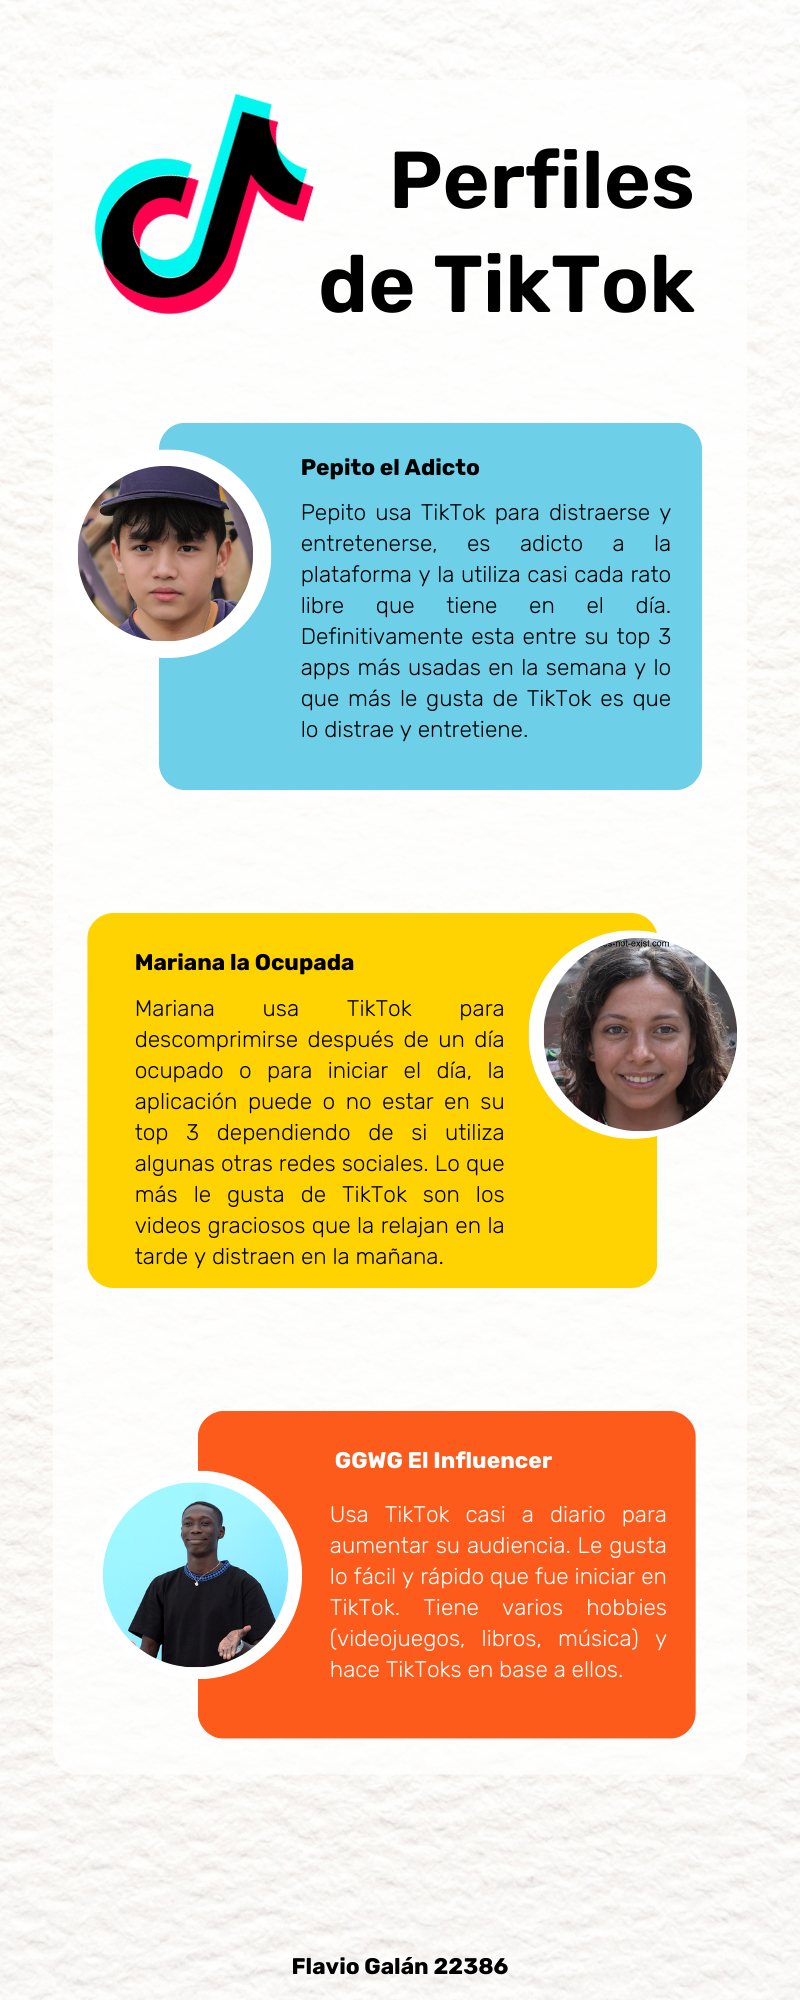 Perfiles
de TikTok
Pepito el Adicto
Pepito usa TikTok para distraerse y
entretenerse, es adicto a la
plataforma y la utiliza casi cada rato
libre que tiene en el día.
Definitivamente esta entre su top 3
apps más usadas en la semana y lo
que más le gusta de TikTok es que
lo distrae y entretiene.
Mariana la Ocupada
Mariana usa TikTok para
descomprimirse después de un día
ocupado o para iniciar el día, la
aplicación puede o no estar en su
top 3 dependiendo de si utiliza
algunas otras redes sociales. Lo que
más le gusta de TikTok son los
videos graciosos que la relajan en la
tarde y distraen en la mañana.
-not-exist.com
GGWG El Influencer
Usa TikTok casi a diario para
aumentar su audiencia. Le gusta
lo fácil y rápido que fue iniciar en
TikTok. Tiene varios hobbies
(videojuegos, libros, música) y
hace TikToks en base a ellos.
Flavio Galán 22386